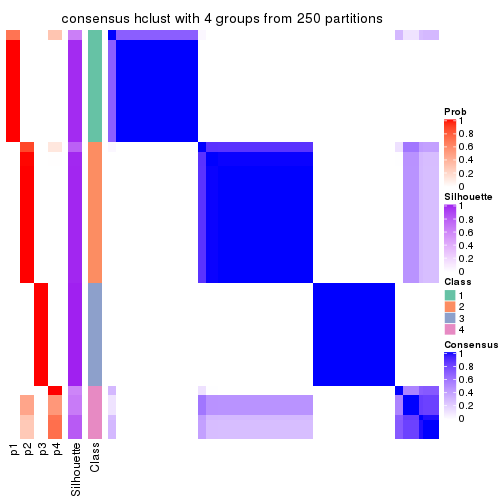 consensus hclust with 4 groups from 250 partitions
Prob
1
0.8
0.6
0.4
0.2
0
Silhouette
1
0.8
0.6
0.4
0.2
0
Class
1
2
3
4
Consensus
1
0.8
0.6
0.4
0.2
0
p1
p2
p3
p4
Silhouette
Class